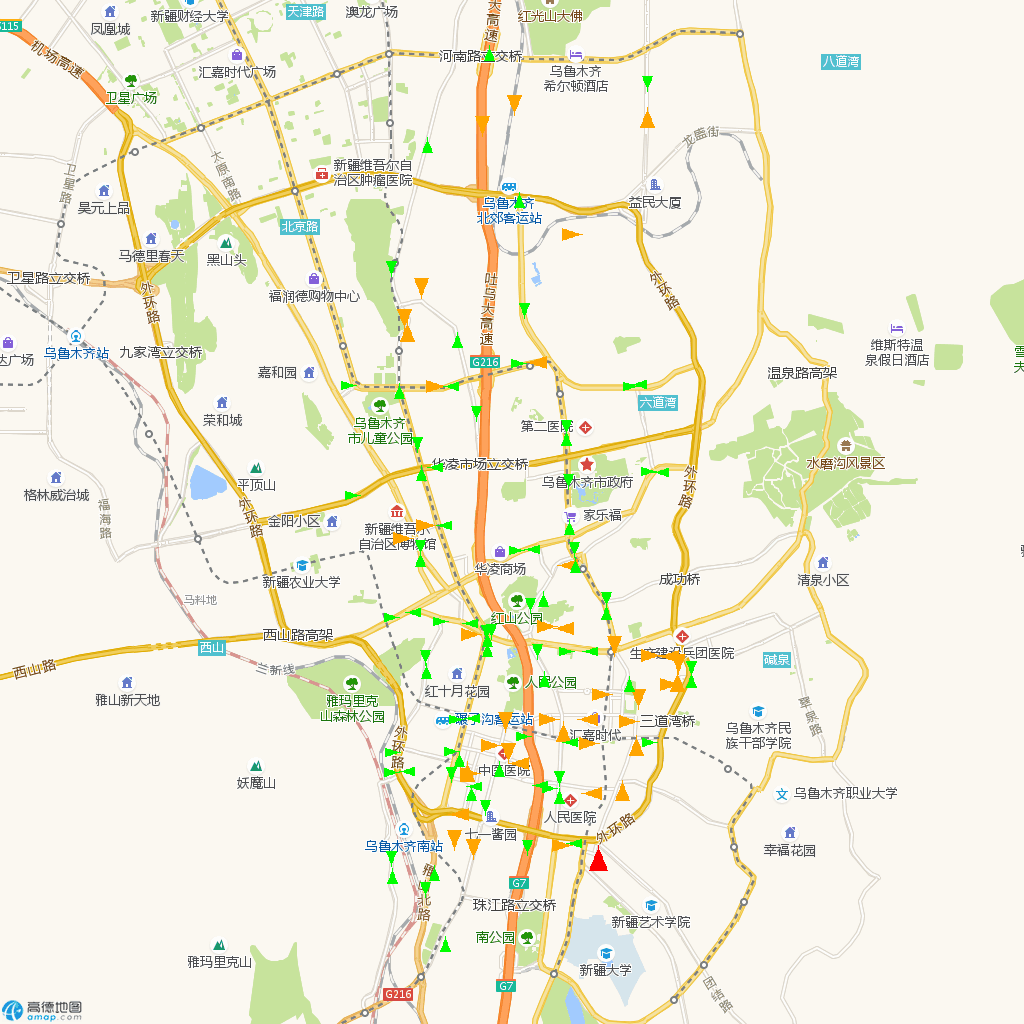 大高速
红光山大佛
新疆财经大学
天津路
澳龙广场
凤凰城
S115
机场高速
汇嘉时代广场
河南路立交桥
乌鲁木齐
希尔顿酒店
八道湾
卫星广场
龙盛街
卫星路
太原南路
新疆维吾尔自
治区肿瘤医院
昊元上品
乌鲁木齐
北郊客运站
益民大厦
北京路
马德里春天
黑山头
卫星路立交桥
外环路
福润德购物中心
吐乌大高速
外环路
达广场
乌鲁木齐站
九家湾立交桥
G216
维斯特温
泉假日酒店
雪
夫
嘉和园
温泉路高架
荣和城
乌鲁木齐
市儿童公园
六道湾
第二医院
平顶山
华凌市场立交桥
水磨沟风景区
格林威治城
乌鲁木齐市政府
外环路
福海路
外环路
金阳小区
新疆维吾尔
自治区博物馆
家乐福
新疆农业大学
华凌商场
成功桥
清泉小区
马料地
红山公园
西山路高架
西山
西山路
兰新线
生产建设兵团医院
碱泉
雅山新天地
雅玛里克
山森林公园
红十月花园
人民公园
翠泉路
外环路
碾子沟客运站
汇嘉时代
三道湾桥
乌鲁木齐民
族干部学院
妖魔山
中医医院
乌鲁木齐职业大学
人民医院
七一酱园
外环路
乌鲁木齐南站
幸福花园
雅山北路
G7
珠江路立交桥
新疆艺术学院
南公园
雅玛里克山
新疆大学
G7
G216
团结路
高德地图
amap.com